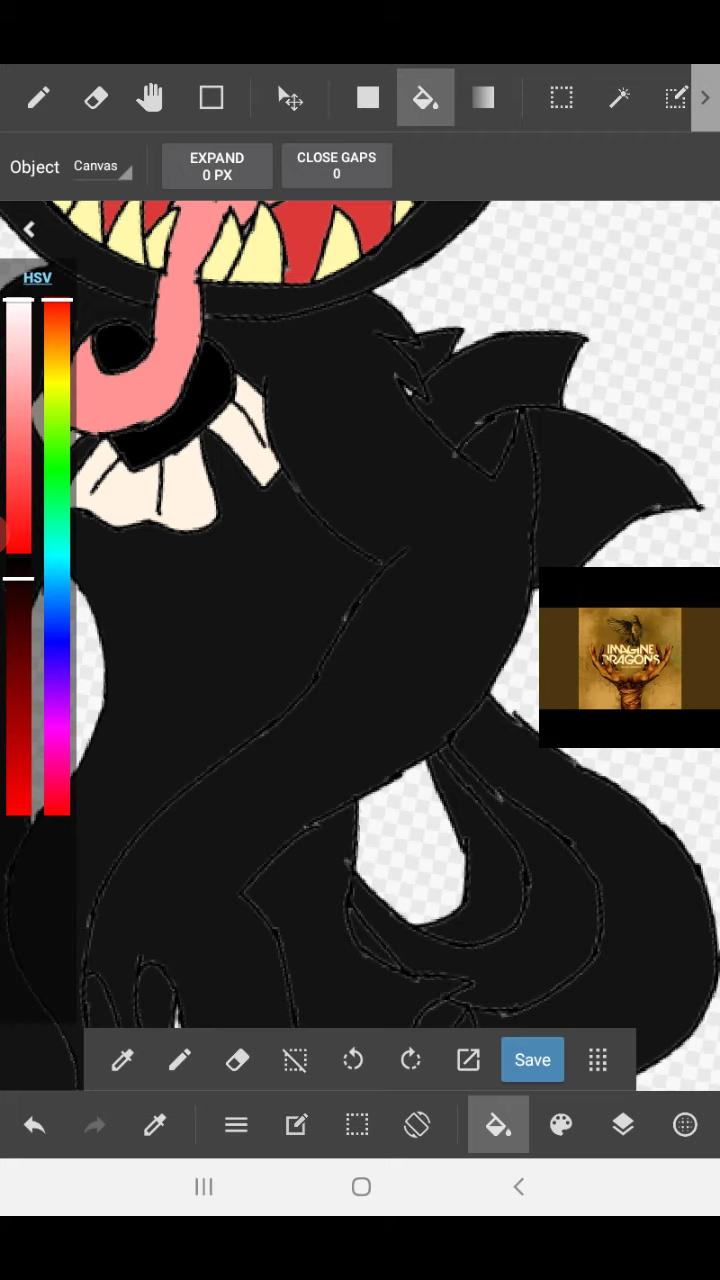 Object
Canvas
EXPAND
0 PX
CLOSE GAPS
0
HSV
IMAGINE
DRAGONS
Save